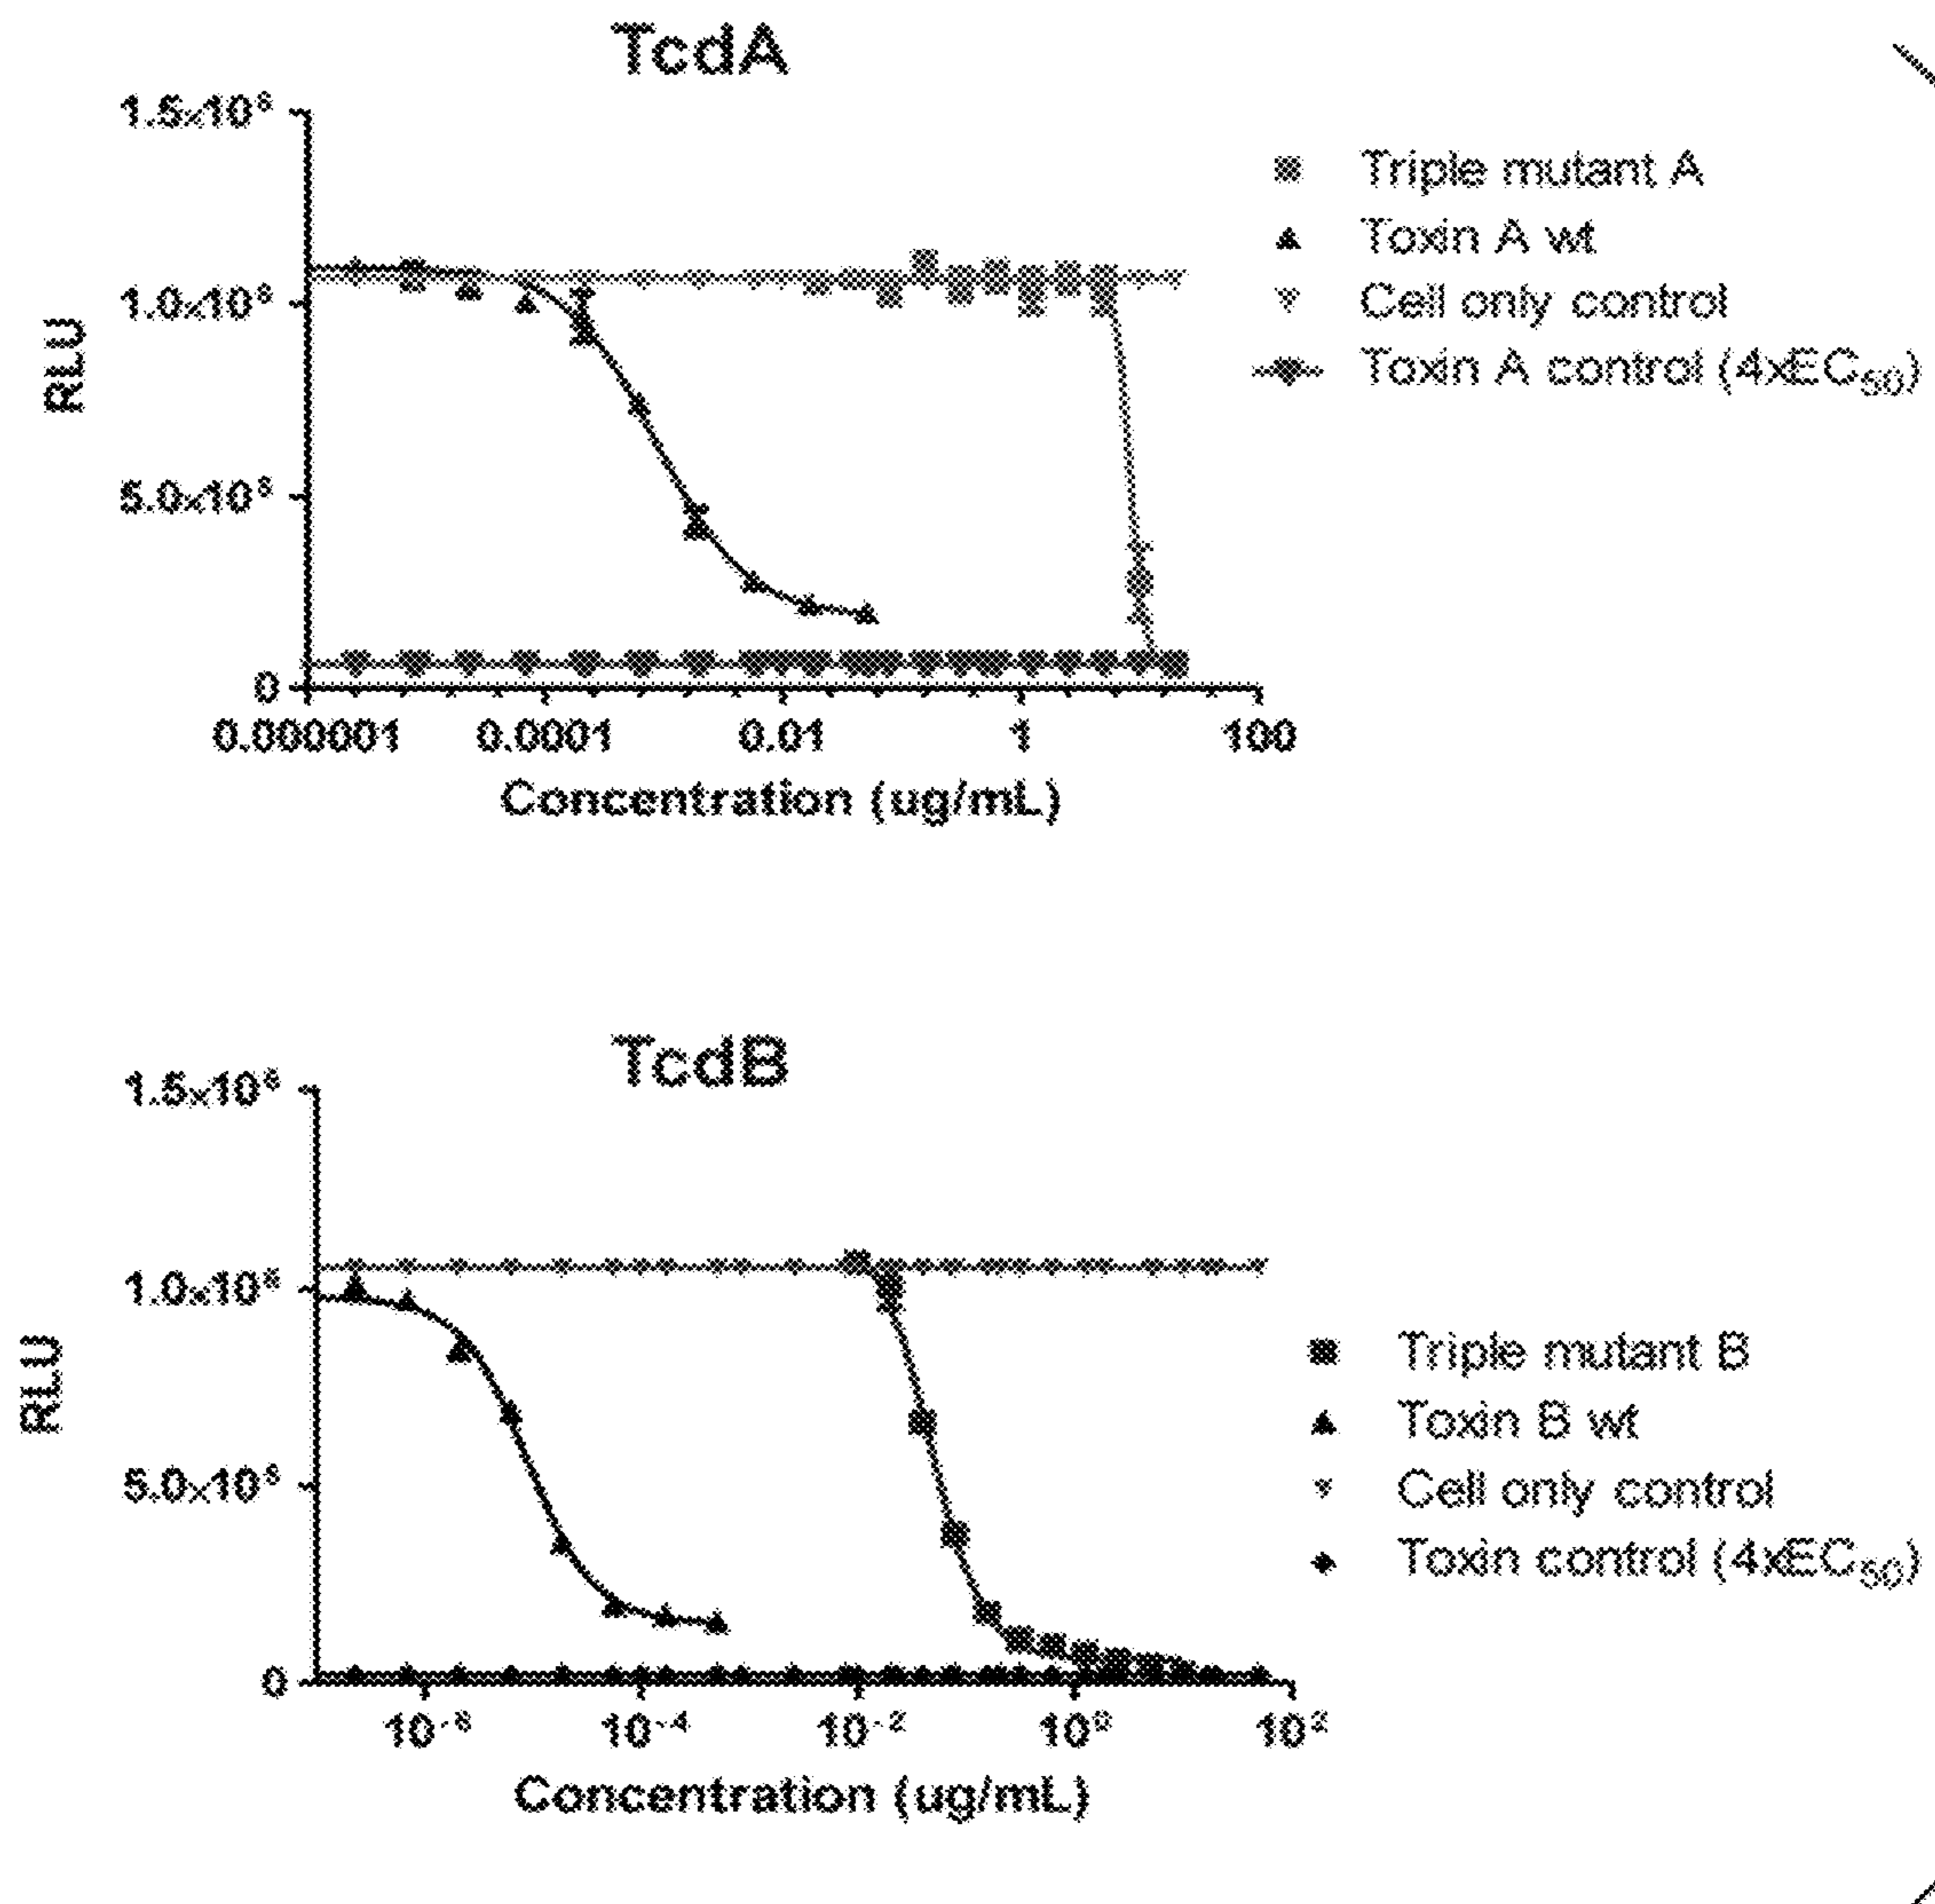 TcdA
1.5x10⁶
1.0x10⁶
5.0x10⁵
0
RLU
0.000001 0.0001 0.01 1 100
Concentration (ug/mL)
Triple mutant A
Toxin A wt
Cell only control
Toxin A control (4xEC₅₀)
TcdB
1.5x10⁶
1.0x10⁶
5.0x10⁵
0
RLU
10⁻⁶ 10⁻⁴ 10⁻² 10⁰ 10²
Concentration (ug/mL)
Triple mutant B
Toxin B wt
Cell only control
Toxin control (4xEC₅₀)